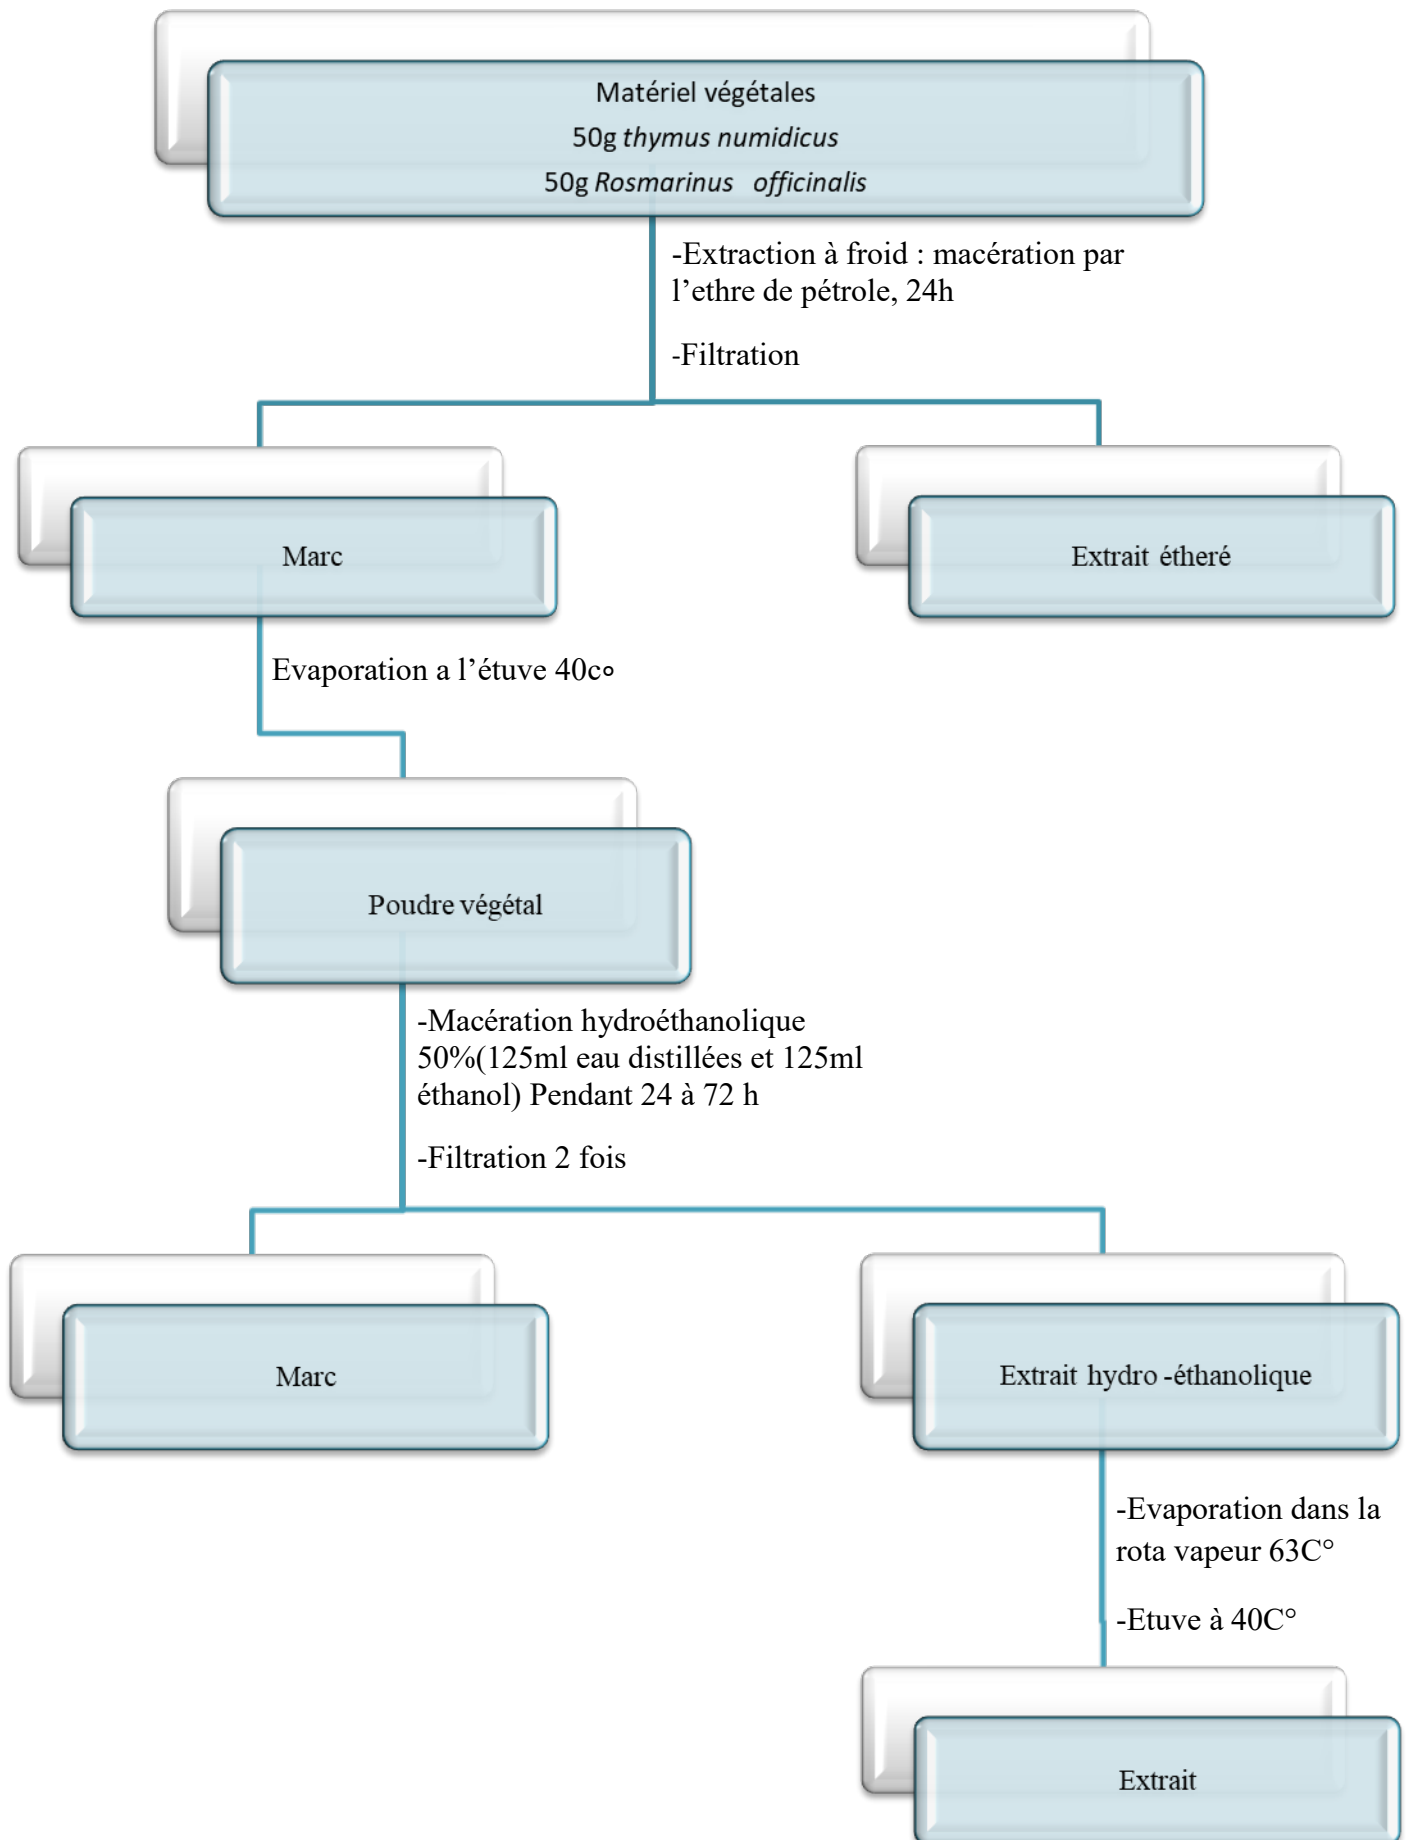 Matériel végétales
50g thymus numidicus
50g Rosmarinus officinalis
-Extraction à froid : macération par
l’ethre de pétrole, 24h
-Filtration
Marc
Extrait étheré
Evaporation a l’étuve 40c∘
Poudre végétal
-Macération hydroéthanolique
50%(125ml eau distillées et 125ml
éthanol) Pendant 24 à 72 h
-Filtration 2 fois
Marc
Extrait hydro -éthanolique
-Evaporation dans la
rota vapeur 63C°
-Etuve à 40C°
Extrait